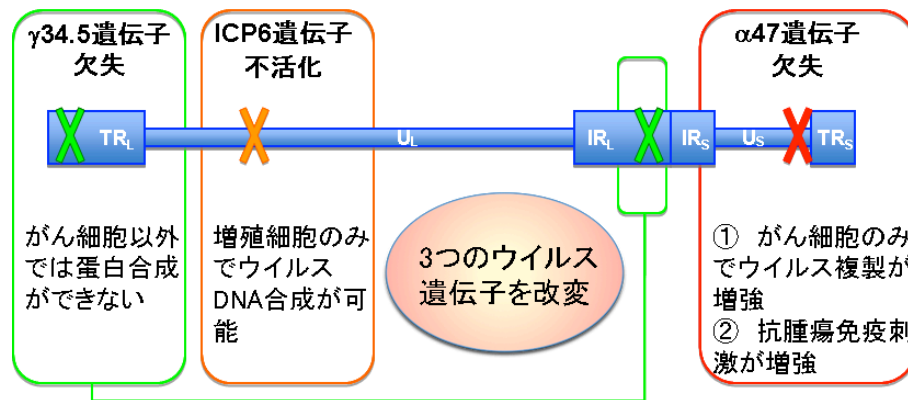 γ34.5遺伝子
欠失
ICP6遺伝子
不活化
α47遺伝子
欠失
TRL
UL
IRL
IRS
US
TRS
がん細胞以外
では蛋白合成
ができない
増殖細胞のみ
でウイルス
DNA合成が可
能
3つのウイルス
遺伝子を改変
① がん細胞のみ
でウイルス複製が
増強
② 抗腫瘍免疫刺
激が増強